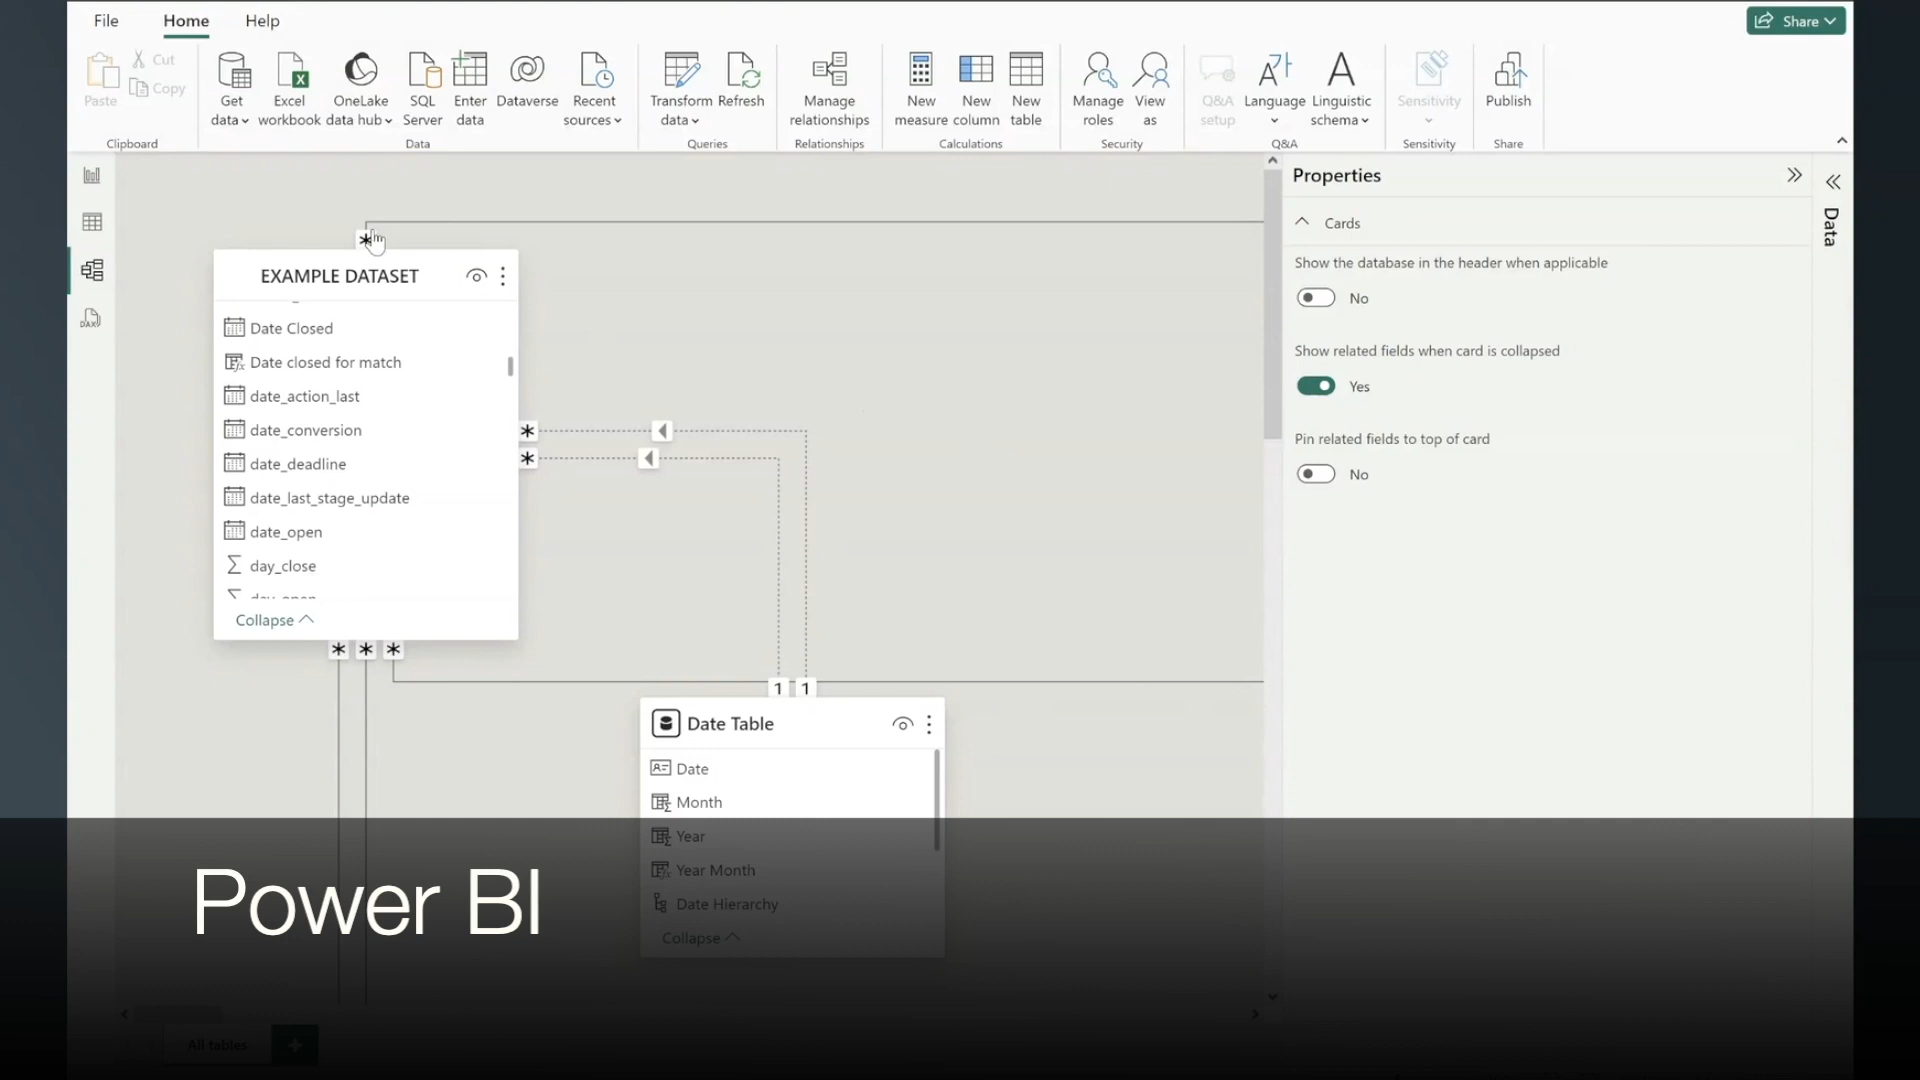 File
Home
Help
Share
Paste
Cut
Copy
Clipboard
Get data
Excel workbook
OneLake data hub
SQL Server
Enter data
Dataverse
Recent sources
Data
Transform data
Refresh
Queries
Manage relationships
Relationships
New measure
New column
New table
Calculations
Manage roles
View as
Security
Q&A setup
Language
Linguistic schema
Q&A
Sensitivity
Sensitivity
Publish
Share
DAX
*
EXAMPLE DATASET
Date Closed
Date closed for match
date_action_last
date_conversion
date_deadline
date_last_stage_update
date_open
day_close
day_open
Collapse
*
*
* * *
1 1
Date Table
Date
Month
Year
Year Month
Date Hierarchy
Collapse
Properties
Cards
Show the database in the header when applicable
No
Show related fields when card is collapsed
Yes
Pin related fields to top of card
No
Data
Power BI
All tables
+